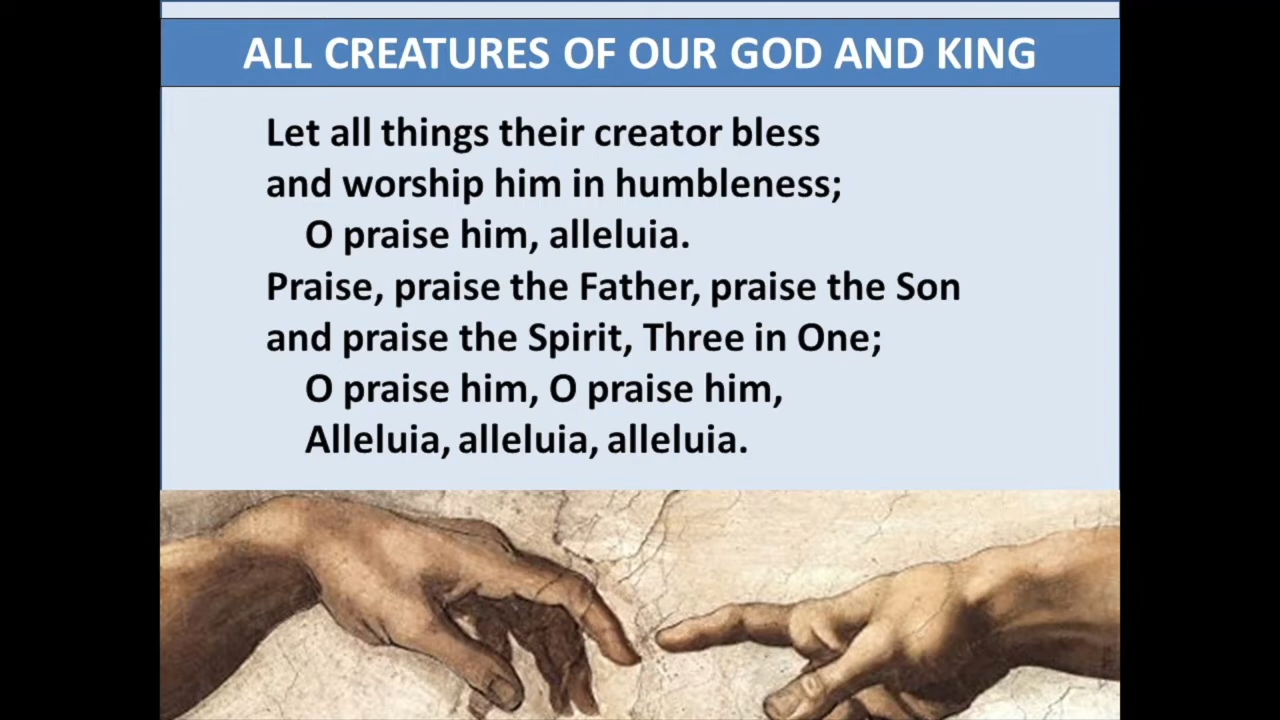 ALL CREATURES OF OUR GOD AND KING
Let all things their creator bless
and worship him in humbleness;
O praise him, alleluia.
Praise, praise the Father, praise the Son
and praise the Spirit, Three in One;
O praise him, O praise him,
Alleluia, alleluia, alleluia.